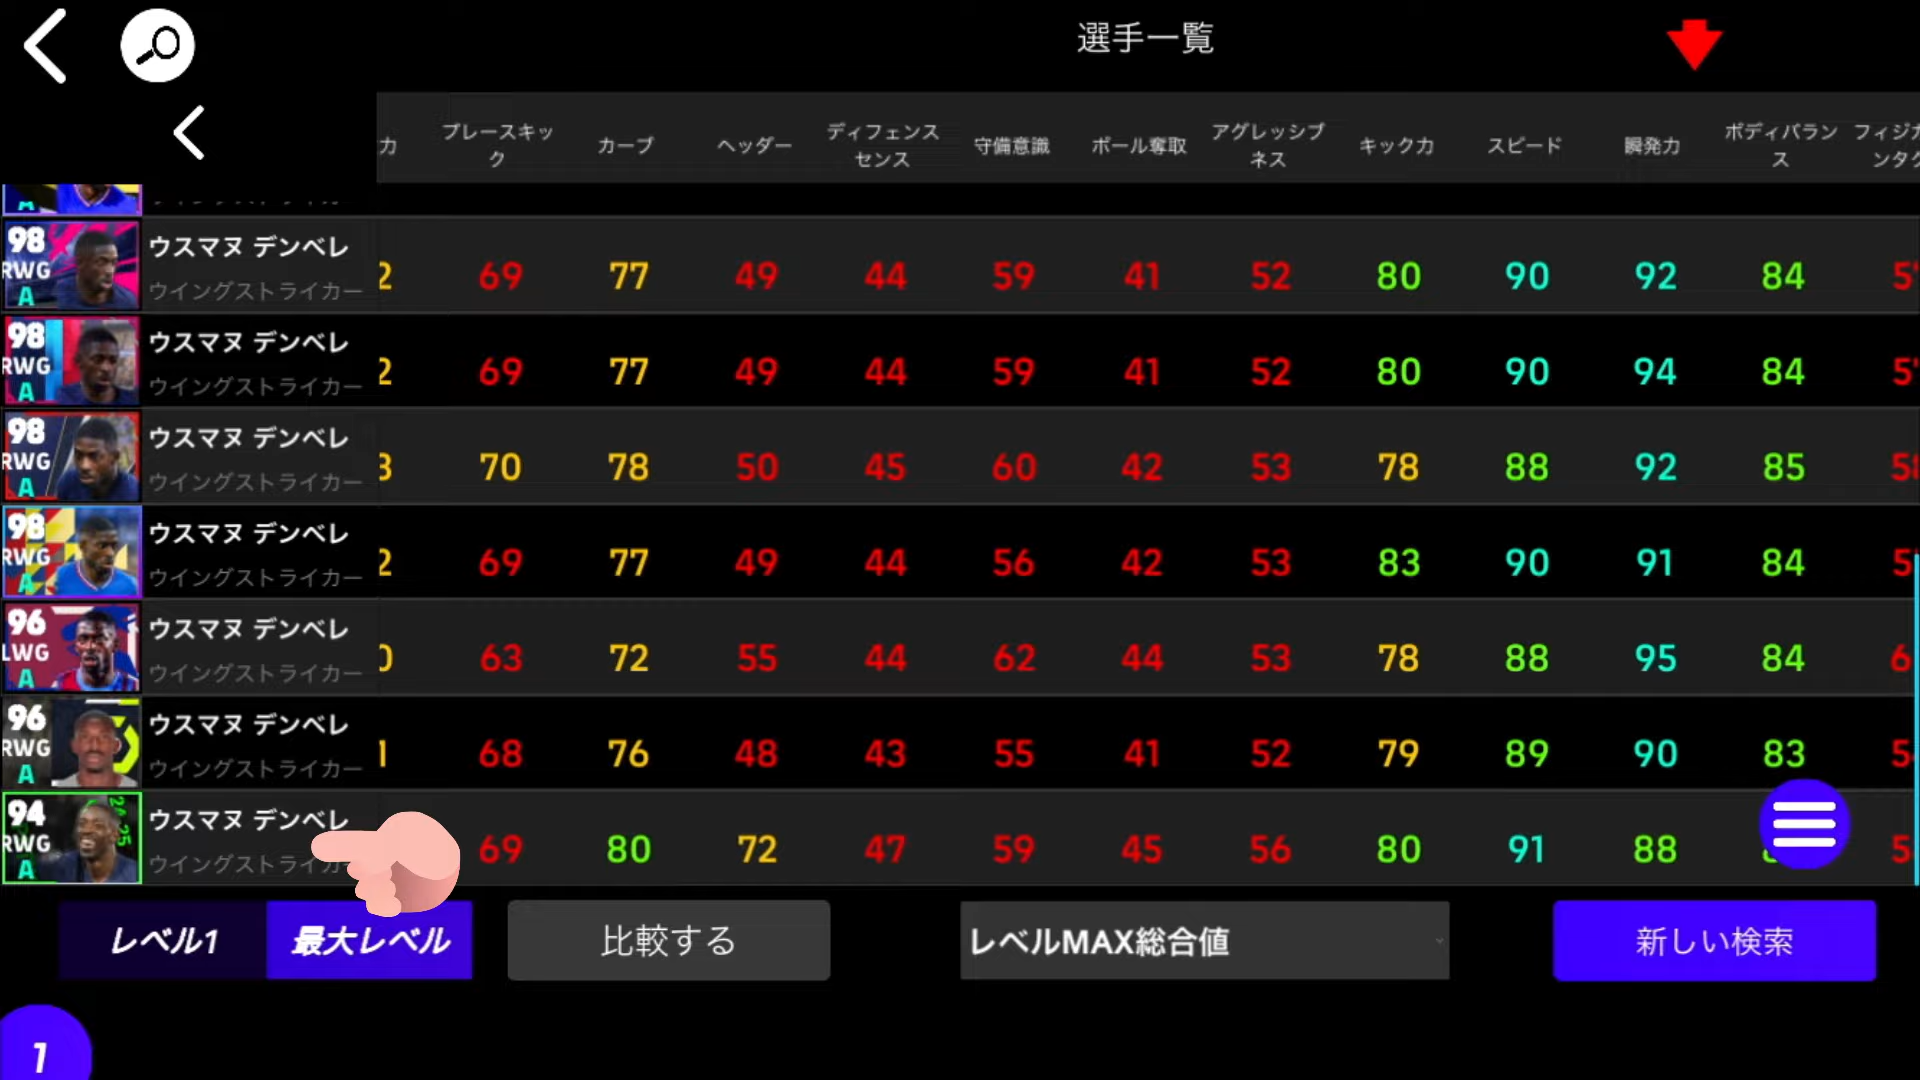 選手一覧
力 プレースキック カーブ ヘッダー ディフェンスセンス 守備意識 ボール奪取 アグレッシブネス キック力 スピード 瞬発力 ボディバランス
A
98 RWG A ウスマヌ デンベレ ウイングストライカー
2 69 77 49 44 59 41 52 80 90 92 84
98 RWG A ウスマヌ デンベレ ウイングストライカー
2 69 77 49 44 59 41 52 80 90 94 84
98 RWG A ウスマヌ デンベレ ウイングストライカー
3 70 78 50 45 60 42 53 78 88 92 85
98 RWG A ウスマヌ デンベレ ウイングストライカー
2 69 77 49 44 56 42 53 83 90 91 84
96 LWG A ウスマヌ デンベレ ウイングストライカー
0 63 72 55 44 62 44 53 78 88 95 84
96 RWG A ウスマヌ デンベレ ウイングストライカー
1 68 76 48 43 55 41 52 79 89 90 83
94 RWG A ウスマヌ デンベレ ウイングストライ
69 80 72 47 59 45 56 80 91 88
レベル1 最大レベル 比較する レベルMAX総合値 新しい検索
1